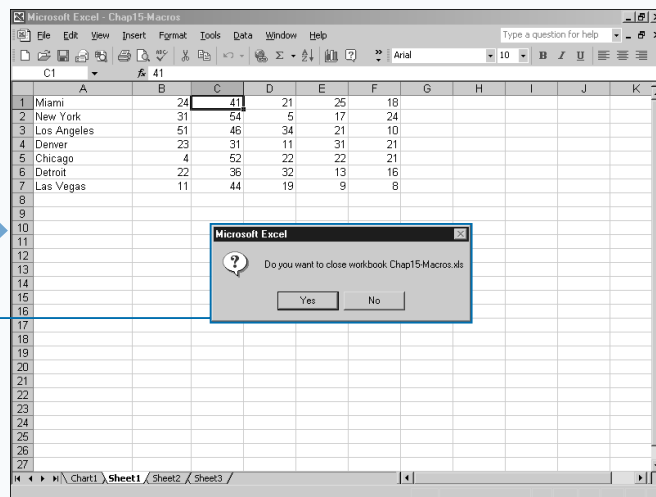 Microsoft Excel - Chap15-Macros
File Edit View Insert Format Tools Data Window Help Type a question for help
Arial 10 B I U
C1 fx 41
A B C D E F G H I J K
1 Miami 24 41 21 25 18
2 New York 31 54 5 17 24
3 Los Angeles 51 46 34 21 10
4 Denver 23 31 11 31 21
5 Chicago 4 52 22 22 21
6 Detroit 22 36 32 13 16
7 Las Vegas 11 44 19 9 8
8
9
10
Microsoft Excel
11
12
Do you want to close workbook Chap15-Macros.xls
13
14
15
Yes No
16
17
18
19
20
21
22
23
24
25
26
27
Chart1 Sheet1 Sheet2 Sheet3